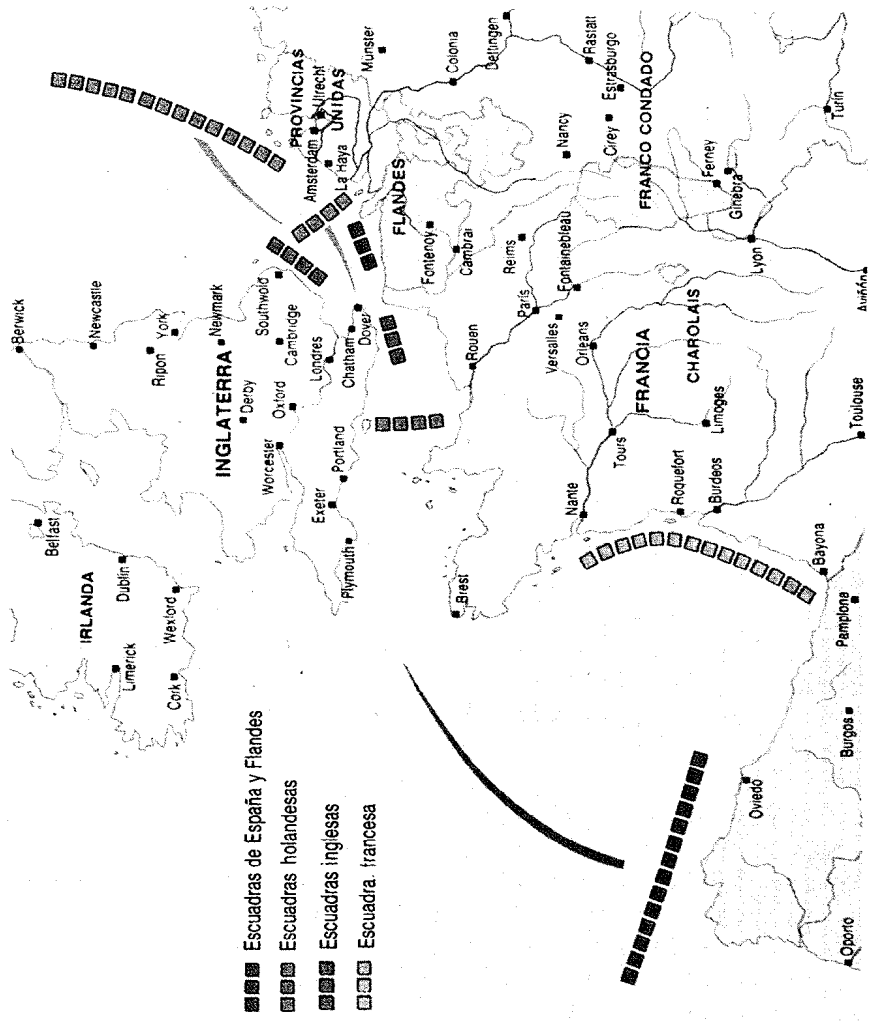 Berwick
Belfast
Newcastle
IRLANDA
Limerick
Dublin
Ripon
York
Cork
Wexford
Newmark
INGLATERRA
Derby
Escuadras de España y Flandes
Escuadras holandesas
Escuadras inglesas
Escuadra. francesa
Worcester
Oxford
Southwold
Cambridge
Londres
Exeter
Portland
Plymouth
Chatham
Dover
PROVINCIAS
UNIDAS
Amsterdam
Utrecht
La Haya
Münster
FLANDES
Fontenoy
Cambrai
Colonia
Dettingen
Brest
Rouen
Reims
París
Versalles
Fontainebleau
Nancy
Nante
Orleans
Cirey
Estrasburgo
Rastatt
Tours
FRANCIA
FRANCO CONDADO
CHAROLAIS
Roquefort
Limoges
Burdeos
Ferney
Ginebra
Lyon
Oviedo
Bayona
Turín
Oporto
Burgos
Pamplona
Toulouse